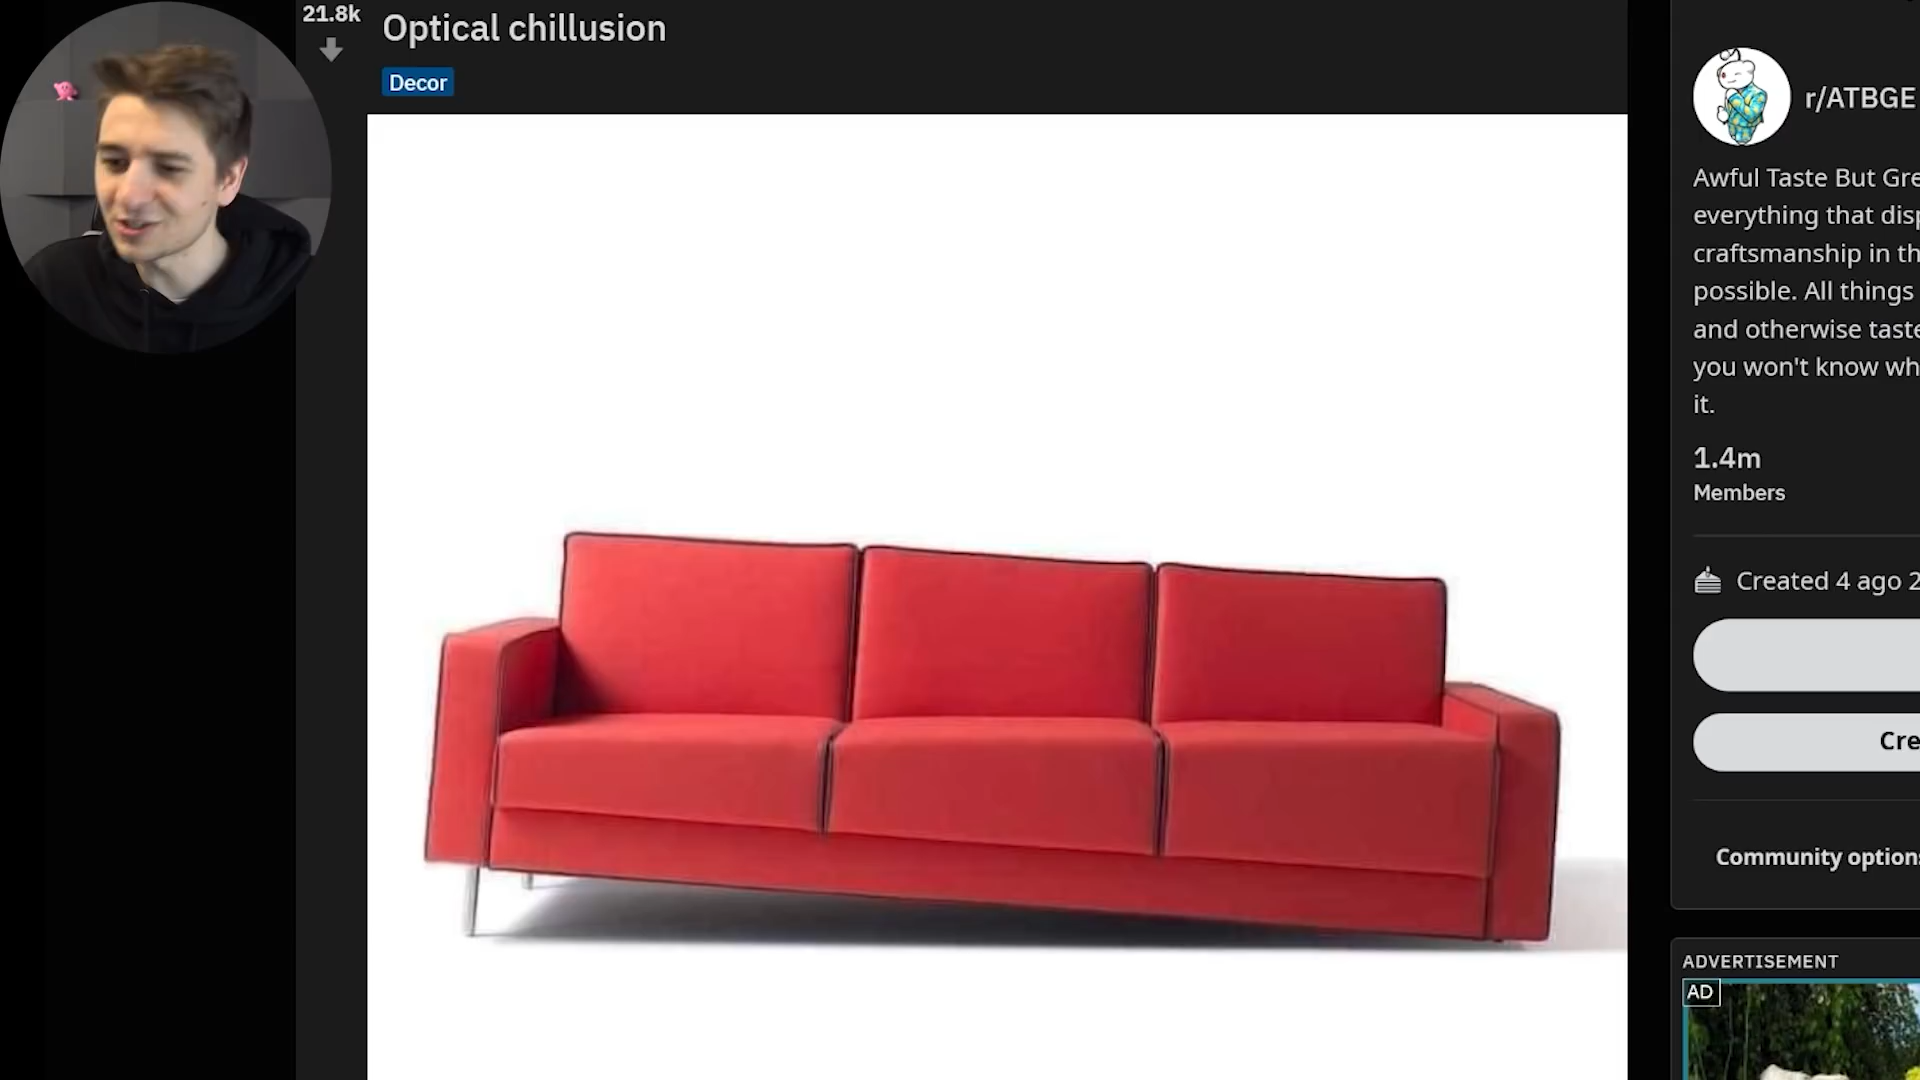 21.8k
Optical chillusion
Decor
r/ATBGE
Awful Taste But Gre
everything that disp
craftsmanship in th
possible. All things
and otherwise taste
you won't know wh
it.
1.4m
Members
Created 4 ago 2
Cre
Community options
ADVERTISEMENT
AD